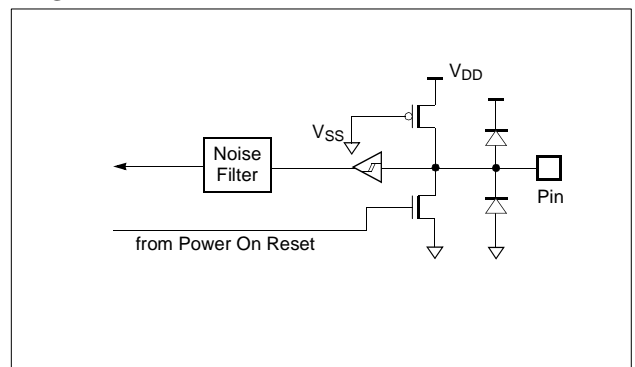 VDD
VSS
Noise
Filter
Pin
from Power On Reset